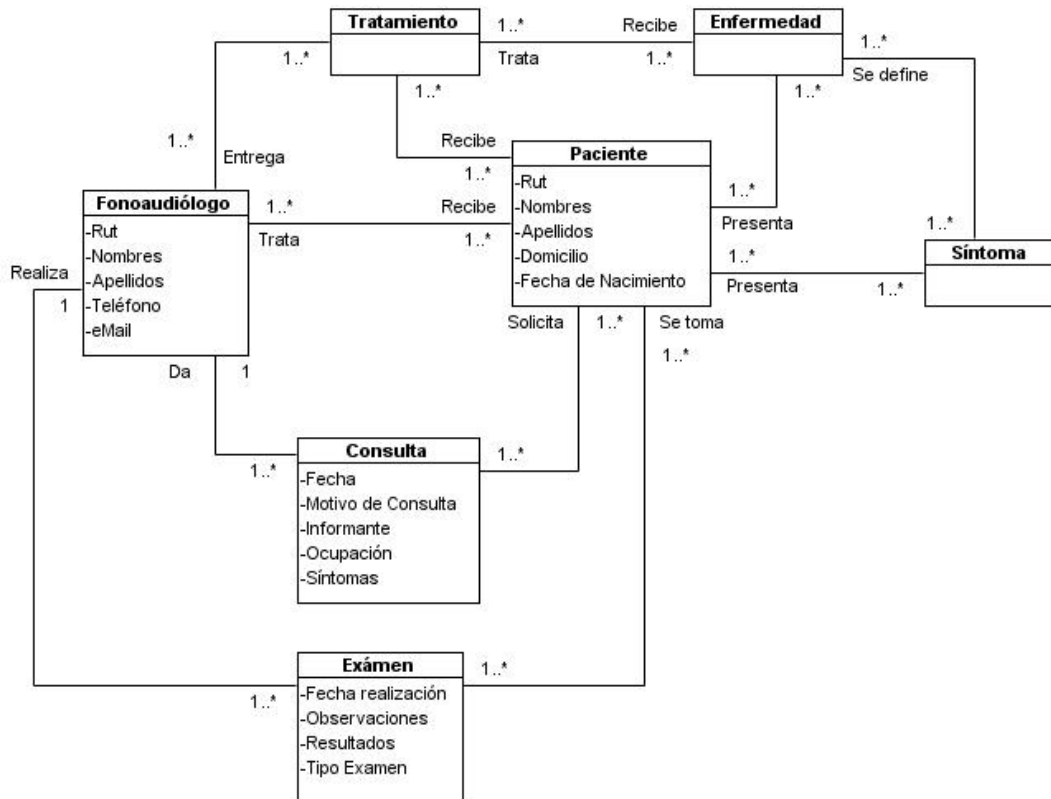 Tratamiento
1..*
1..*
Trata
Recibe
1..*
Enfermedad
1..*
Se define
1..*
1..*
1..*
1..*
Entrega
Recibe
1..*
Paciente
-Rut
-Nombres
-Apellidos
-Domicilio
-Fecha de Nacimiento
1..*
Presenta
1..*
Presenta
1..*
1..*
Síntoma
Fonoaudiólogo
-Rut
-Nombres
-Apellidos
-Teléfono
-eMail
1..*
Trata
Recibe
1..*
Realiza
1
Da
1
Solicita
1..*
Se toma
1..*
1..*
Consulta
-Fecha
-Motivo de Consulta
-Informante
-Ocupación
-Síntomas
1..*
1..*
Exámen
-Fecha realización
-Observaciones
-Resultados
-Tipo Examen
1..*